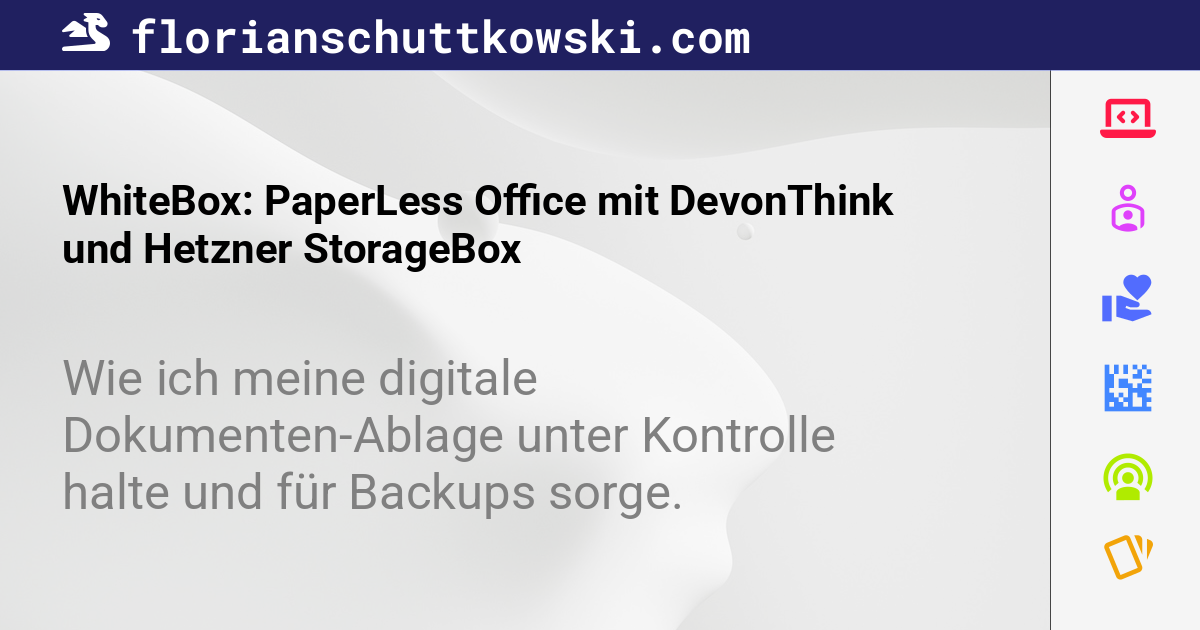 florianschuttkowski.com
WhiteBox: PaperLess Office mit DevonThink
und Hetzner StorageBox
Wie ich meine digitale
Dokumenten-Ablage unter Kontrolle
halte und für Backups sorge.